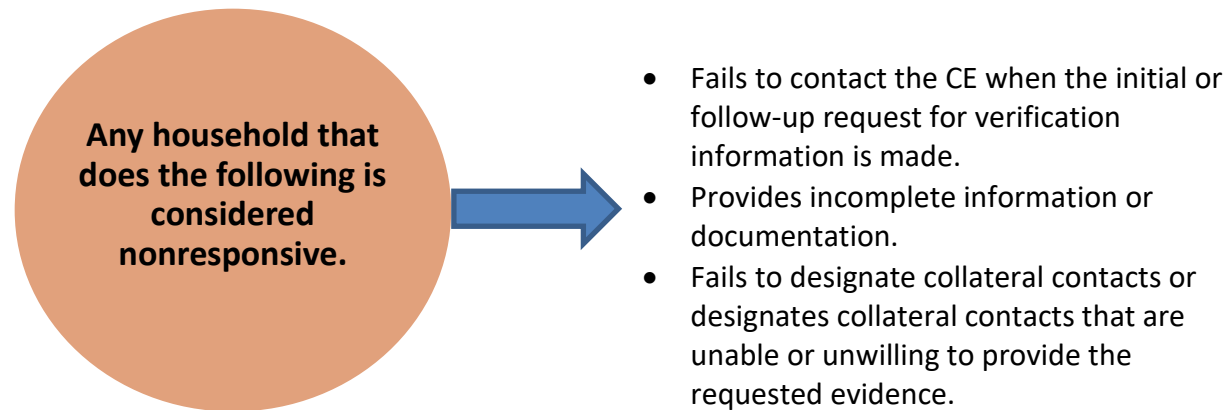 Any household that
does the following is
considered
nonresponsive.
• Fails to contact the CE when the initial or
follow-up request for verification
information is made.
• Provides incomplete information or
documentation.
• Fails to designate collateral contacts or
designates collateral contacts that are
unable or unwilling to provide the
requested evidence.